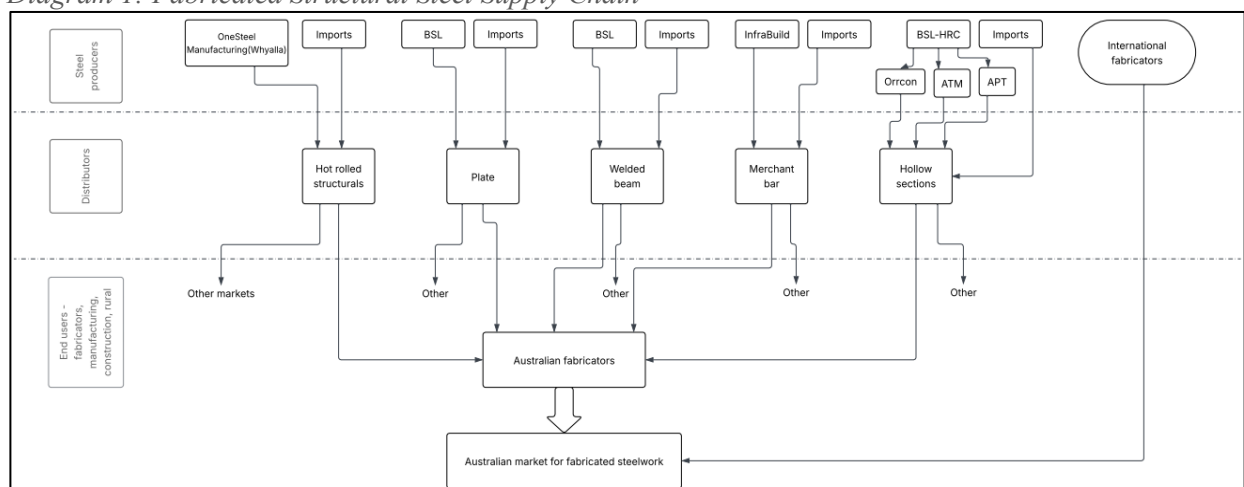 Diagram 1: Fabricated Structural Steel Supply Chain
Steel
producers
OneSteel
Manufacturing(Whyalla)
Imports
BSL
Imports
BSL
Imports
InfraBuild
Imports
BSL-HRC
Imports
International
fabricators
Orrcon
ATM
APT
Distributors
Hot rolled
structurals
Plate
Welded
beam
Merchant
bar
Hollow
sections
End users -
fabricators,
manufacturing,
construction, rural
Other markets
Other
Other
Other
Other
Australian fabricators
Australian market for fabricated steelwork